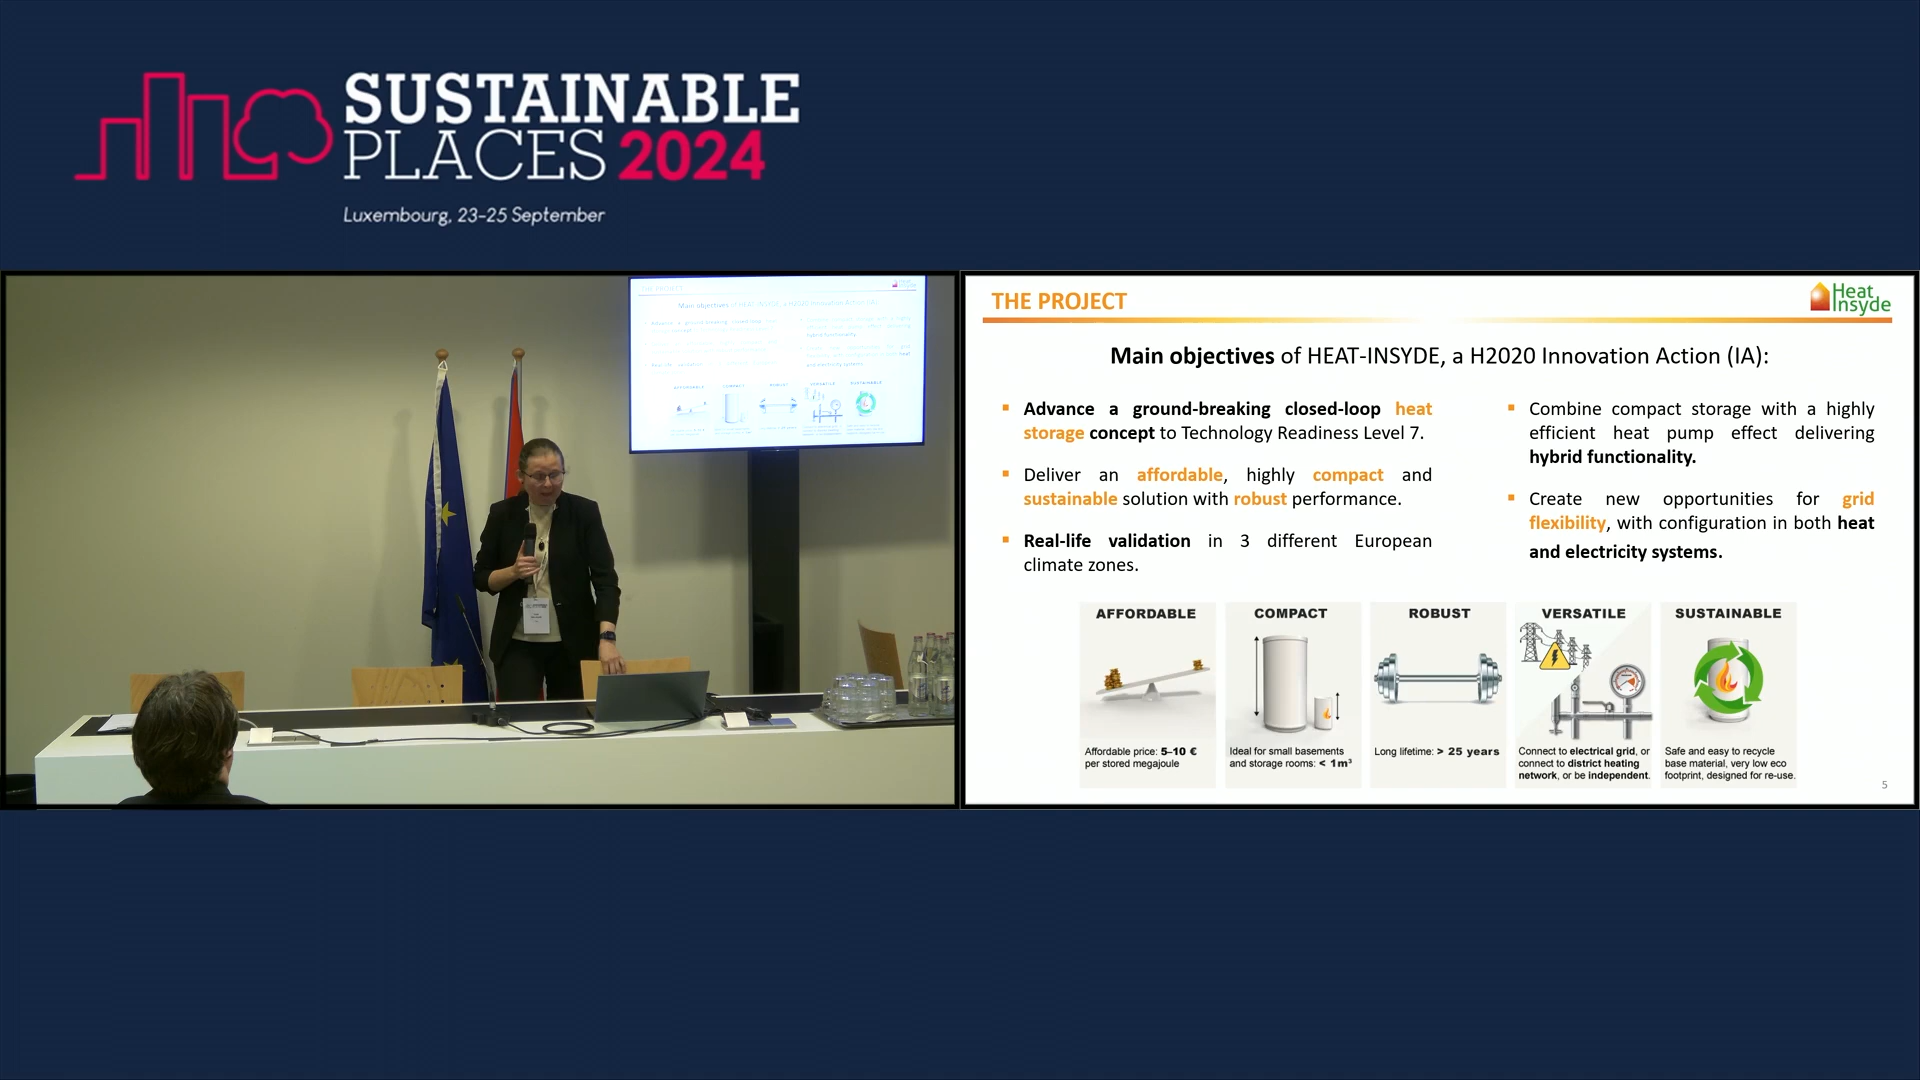 SUSTAINABLE
PLACES 2024
Luxembourg, 23-25 September
THE PROJECT
Heat
Insyde
Main objectives of HEAT-INSYDE, a H2020 Innovation Action (IA):
▪ Advance a ground-breaking closed-loop heat
storage concept to Technology Readiness Level 7.
▪ Deliver an affordable, highly compact and
sustainable solution with robust performance.
▪ Real-life validation in 3 different European
climate zones.
▪ Combine compact storage with a highly
efficient heat pump effect delivering
hybrid functionality.
▪ Create new opportunities for grid
flexibility, with configuration in both heat
and electricity systems.
AFFORDABLE
Affordable price: 5–10 €
per stored megajoule
COMPACT
Ideal for small basements
and storage rooms: < 1m³
ROBUST
Long lifetime: > 25 years
VERSATILE
Connect to electrical grid, or
connect to district heating
network, or be independent.
SUSTAINABLE
Safe and easy to recycle
base material, very low eco
footprint, designed for re-use.
5